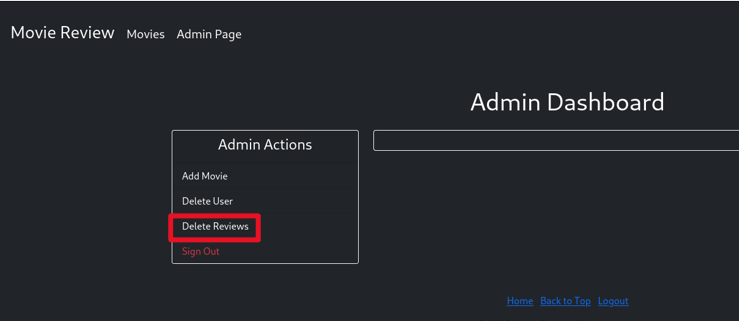 Movie Review Movies Admin Page
Admin Dashboard
Admin Actions
Add Movie
Delete User
Delete Reviews
Sign Out
Home Back to Top Logout